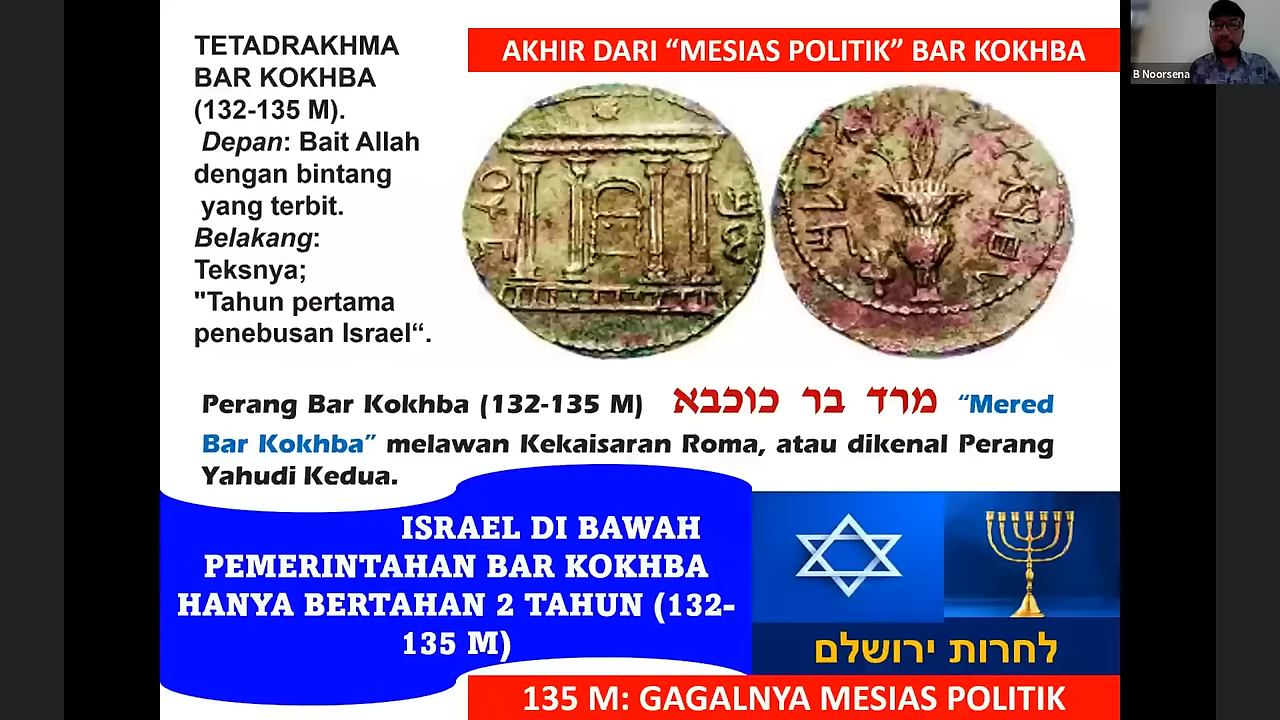 TETADRAKHMA
BAR KOKHBA
(132-135 M).
Depan: Bait Allah
dengan bintang
yang terbit.
Belakang:
Teksnya;
"Tahun pertama
penebusan Israel“.
AKHIR DARI “MESIAS POLITIK” BAR KOKHBA
B Noorsena
Perang Bar Kokhba (132-135 M) מרד בר כוכבא “Mered
Bar Kokhba” melawan Kekaisaran Roma, atau dikenal Perang
Yahudi Kedua.
ISRAEL DI BAWAH
PEMERINTAHAN BAR KOKHBA
HANYA BERTAHAN 2 TAHUN (132-
135 M)
לחרות ירושלם
135 M: GAGALNYA MESIAS POLITIK